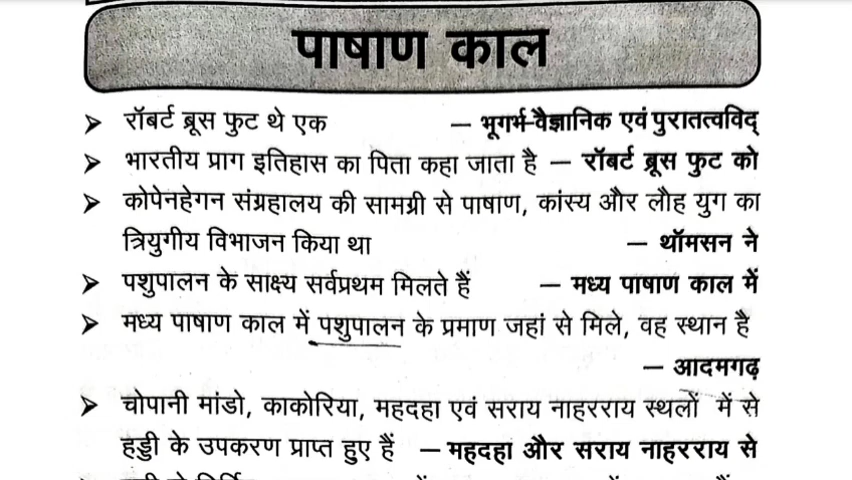 पाषाण काल
➤ रॉबर्ट ब्रूस फुट थे एक — भूगर्भ-वैज्ञानिक एवं पुरातत्वविद्
➤ भारतीय प्राग इतिहास का पिता कहा जाता है — रॉबर्ट ब्रूस फुट को
➤ कोपेनहेगन संग्रहालय की सामग्री से पाषाण, कांस्य और लौह युग का
त्रियुगीय विभाजन किया था — थॉमसन ने
➤ पशुपालन के साक्ष्य सर्वप्रथम मिलते हैं — मध्य पाषाण काल में
➤ मध्य पाषाण काल में पशुपालन के प्रमाण जहां से मिले, वह स्थान है
— आदमगढ़
➤ चोपानी मांडो, काकोरिया, महदहा एवं सराय नाहरराय स्थलों में से
हड्डी के उपकरण प्राप्त हुए हैं — महदहा और सराय नाहरराय से